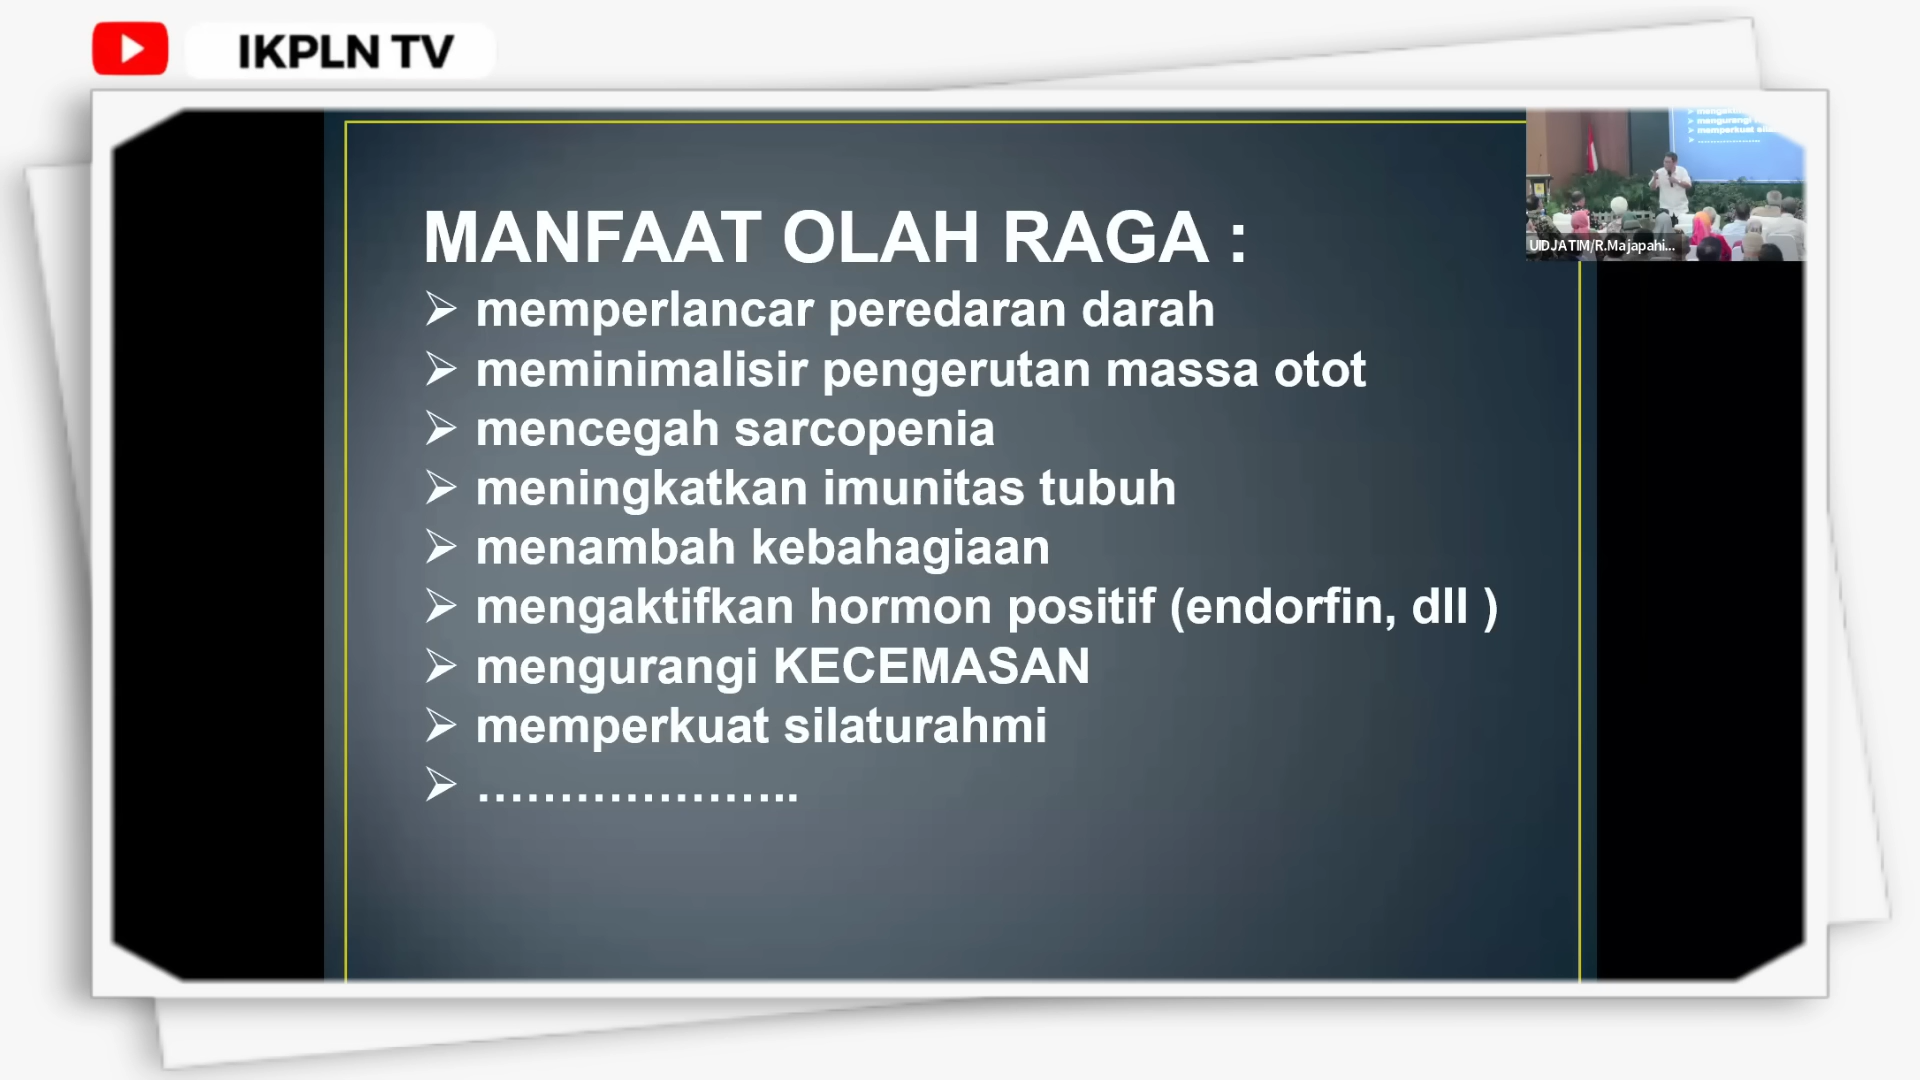 IKPLN TV
MANFAAT OLAH RAGA :
➢ memperlancar peredaran darah
➢ meminimalisir pengerutan massa otot
➢ mencegah sarcopenia
➢ meningkatkan imunitas tubuh
➢ menambah kebahagiaan
➢ mengaktifkan hormon positif (endorfin, dll )
➢ mengurangi KECEMASAN
➢ memperkuat silaturahmi
➢ …………………..
UIDJATIM/R.Majapahi...